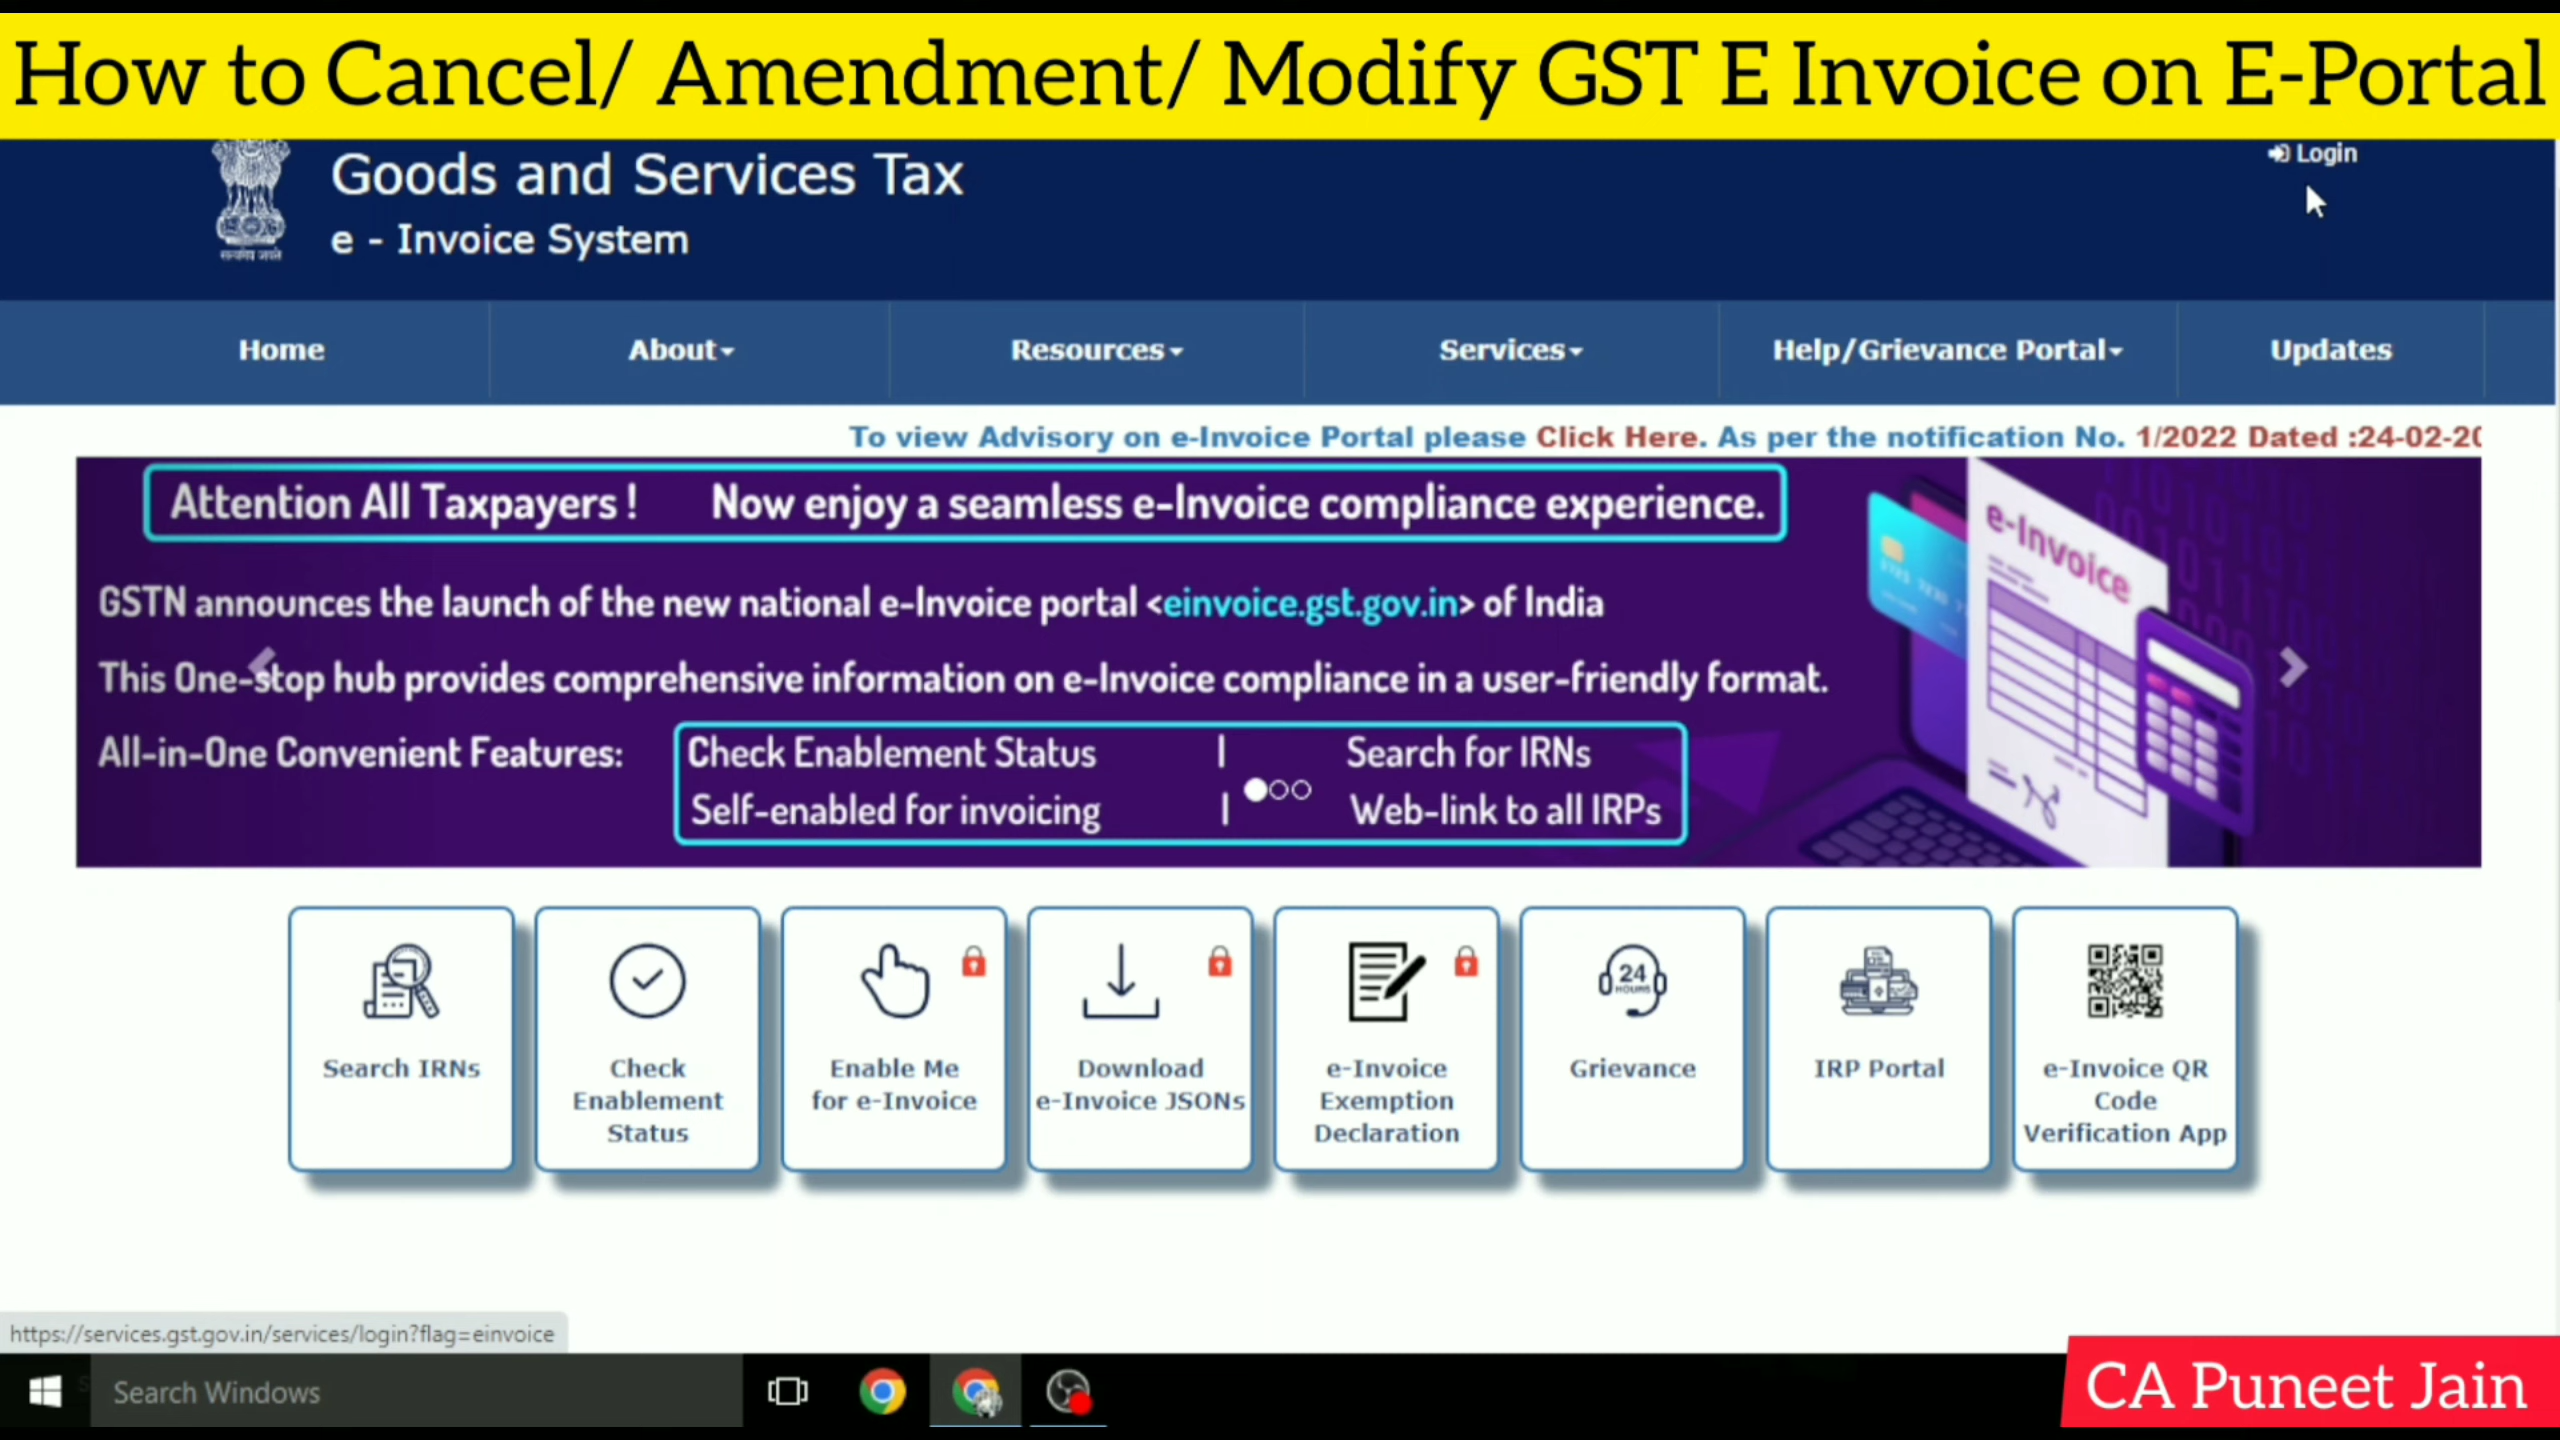 How to Cancel/ Amendment/ Modify GST E Invoice on E-Portal
Login
Goods and Services Tax
e - Invoice System
सत्यमेव जयते
Home About Resources Services Help/Grievance Portal Updates
To view Advisory on e-Invoice Portal please Click Here. As per the notification No. 1/2022 Dated :24-02-20
Attention All Taxpayers ! Now enjoy a seamless e-Invoice compliance experience.
e-Invoice
GSTN announces the launch of the new national e-Invoice portal <einvoice.gst.gov.in> of India
This One-stop hub provides comprehensive information on e-Invoice compliance in a user-friendly format.
All-in-One Convenient Features: Check Enablement Status | Search for IRNs
Self-enabled for invoicing | Web-link to all IRPs
24
HOURS
Search IRNs
Check
Enablement
Status
Enable Me
for e-Invoice
Download
e-Invoice JSONs
e-Invoice
Exemption
Declaration
Grievance
IRP Portal
e-Invoice QR
Code
Verification App
https://services.gst.gov.in/services/login?flag=einvoice
Search Windows
CA Puneet Jain